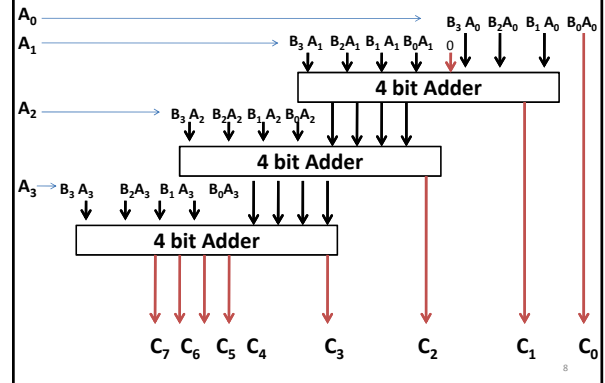 A₀
B₃ A₀ B₂A₀ B₁ A₀ B₀A₀
A₁
B₃ A₁ B₂A₁ B₁ A₁ B₀A₁ 0
4 bit Adder
A₂
B₃ A₂ B₂A₂ B₁ A₂ B₀A₂
4 bit Adder
A₃ B₃ A₃ B₂A₃ B₁ A₃ B₀A₃
4 bit Adder
C₇ C₆ C₅ C₄ C₃ C₂ C₁ C₀
8